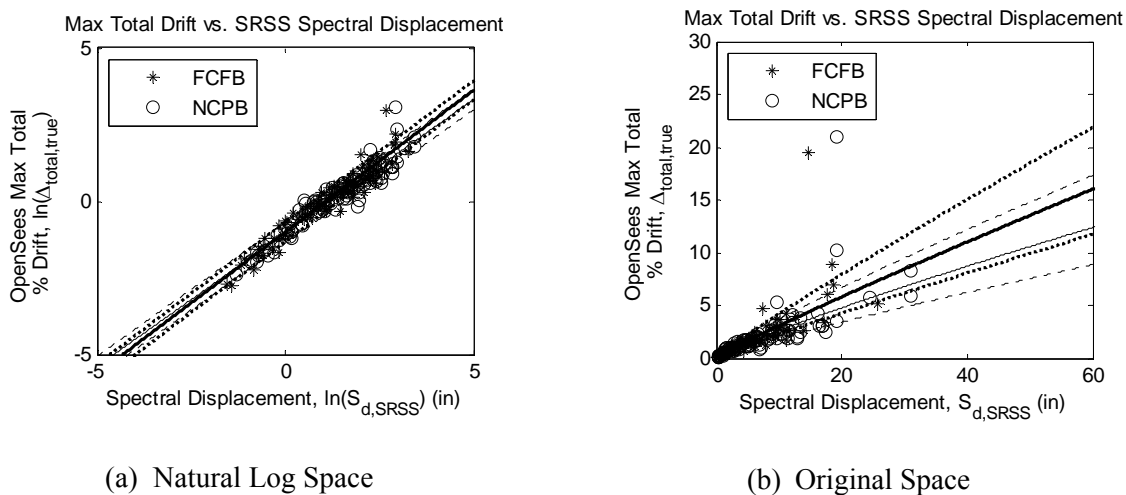 Max Total Drift vs. SRSS Spectral Displacement
5
FCFB
NCPB
0
-5
-5 0 5
OpenSees Max Total
% Drift, ln(Δtotal,true)
Spectral Displacement, ln(Sd,SRSS) (in)
(a) Natural Log Space
Max Total Drift vs. SRSS Spectral Displacement
30
FCFB
NCPB
25
20
15
10
5
0
0 20 40 60
OpenSees Max Total
% Drift, Δtotal,true
Spectral Displacement, Sd,SRSS (in)
(b) Original Space